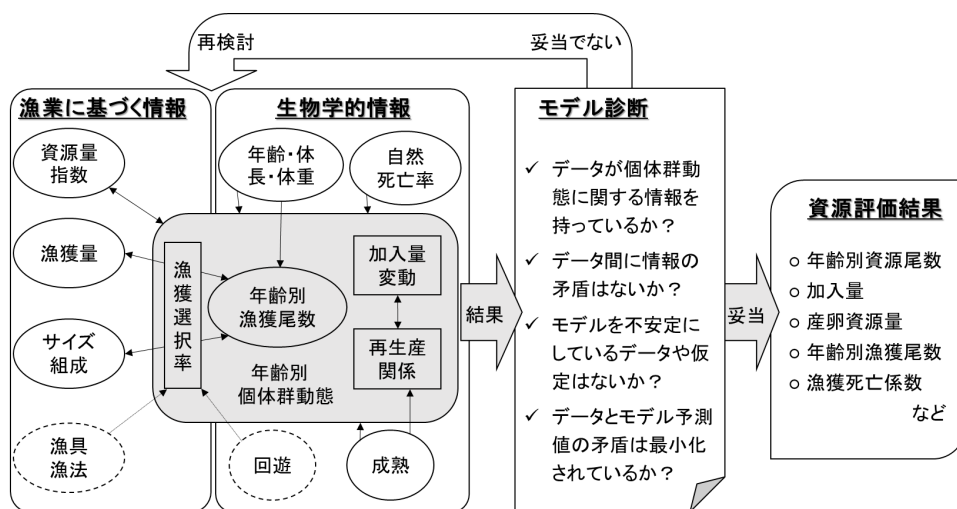 再検討
妥当でない
漁業に基づく情報
資源量
指数
漁獲量
サイズ
組成
漁具
漁法
生物学的情報
年齢・体
長・体重
自然
死亡率
漁獲選択率
年齢別
漁獲尾数
加入量
変動
再生産
関係
年齢別
個体群動態
回遊
成熟
結果
モデル診断
✓ データが個体群動
態に関する情報を
持っているか？
✓ データ間に情報の
矛盾はないか？
✓ モデルを不安定に
しているデータや仮
定はないか？
✓ データとモデル予測
値の矛盾は最小化
されているか？
妥当
資源評価結果
○ 年齢別資源尾数
○ 加入量
○ 産卵資源量
○ 年齢別漁獲尾数
○ 漁獲死亡係数
など